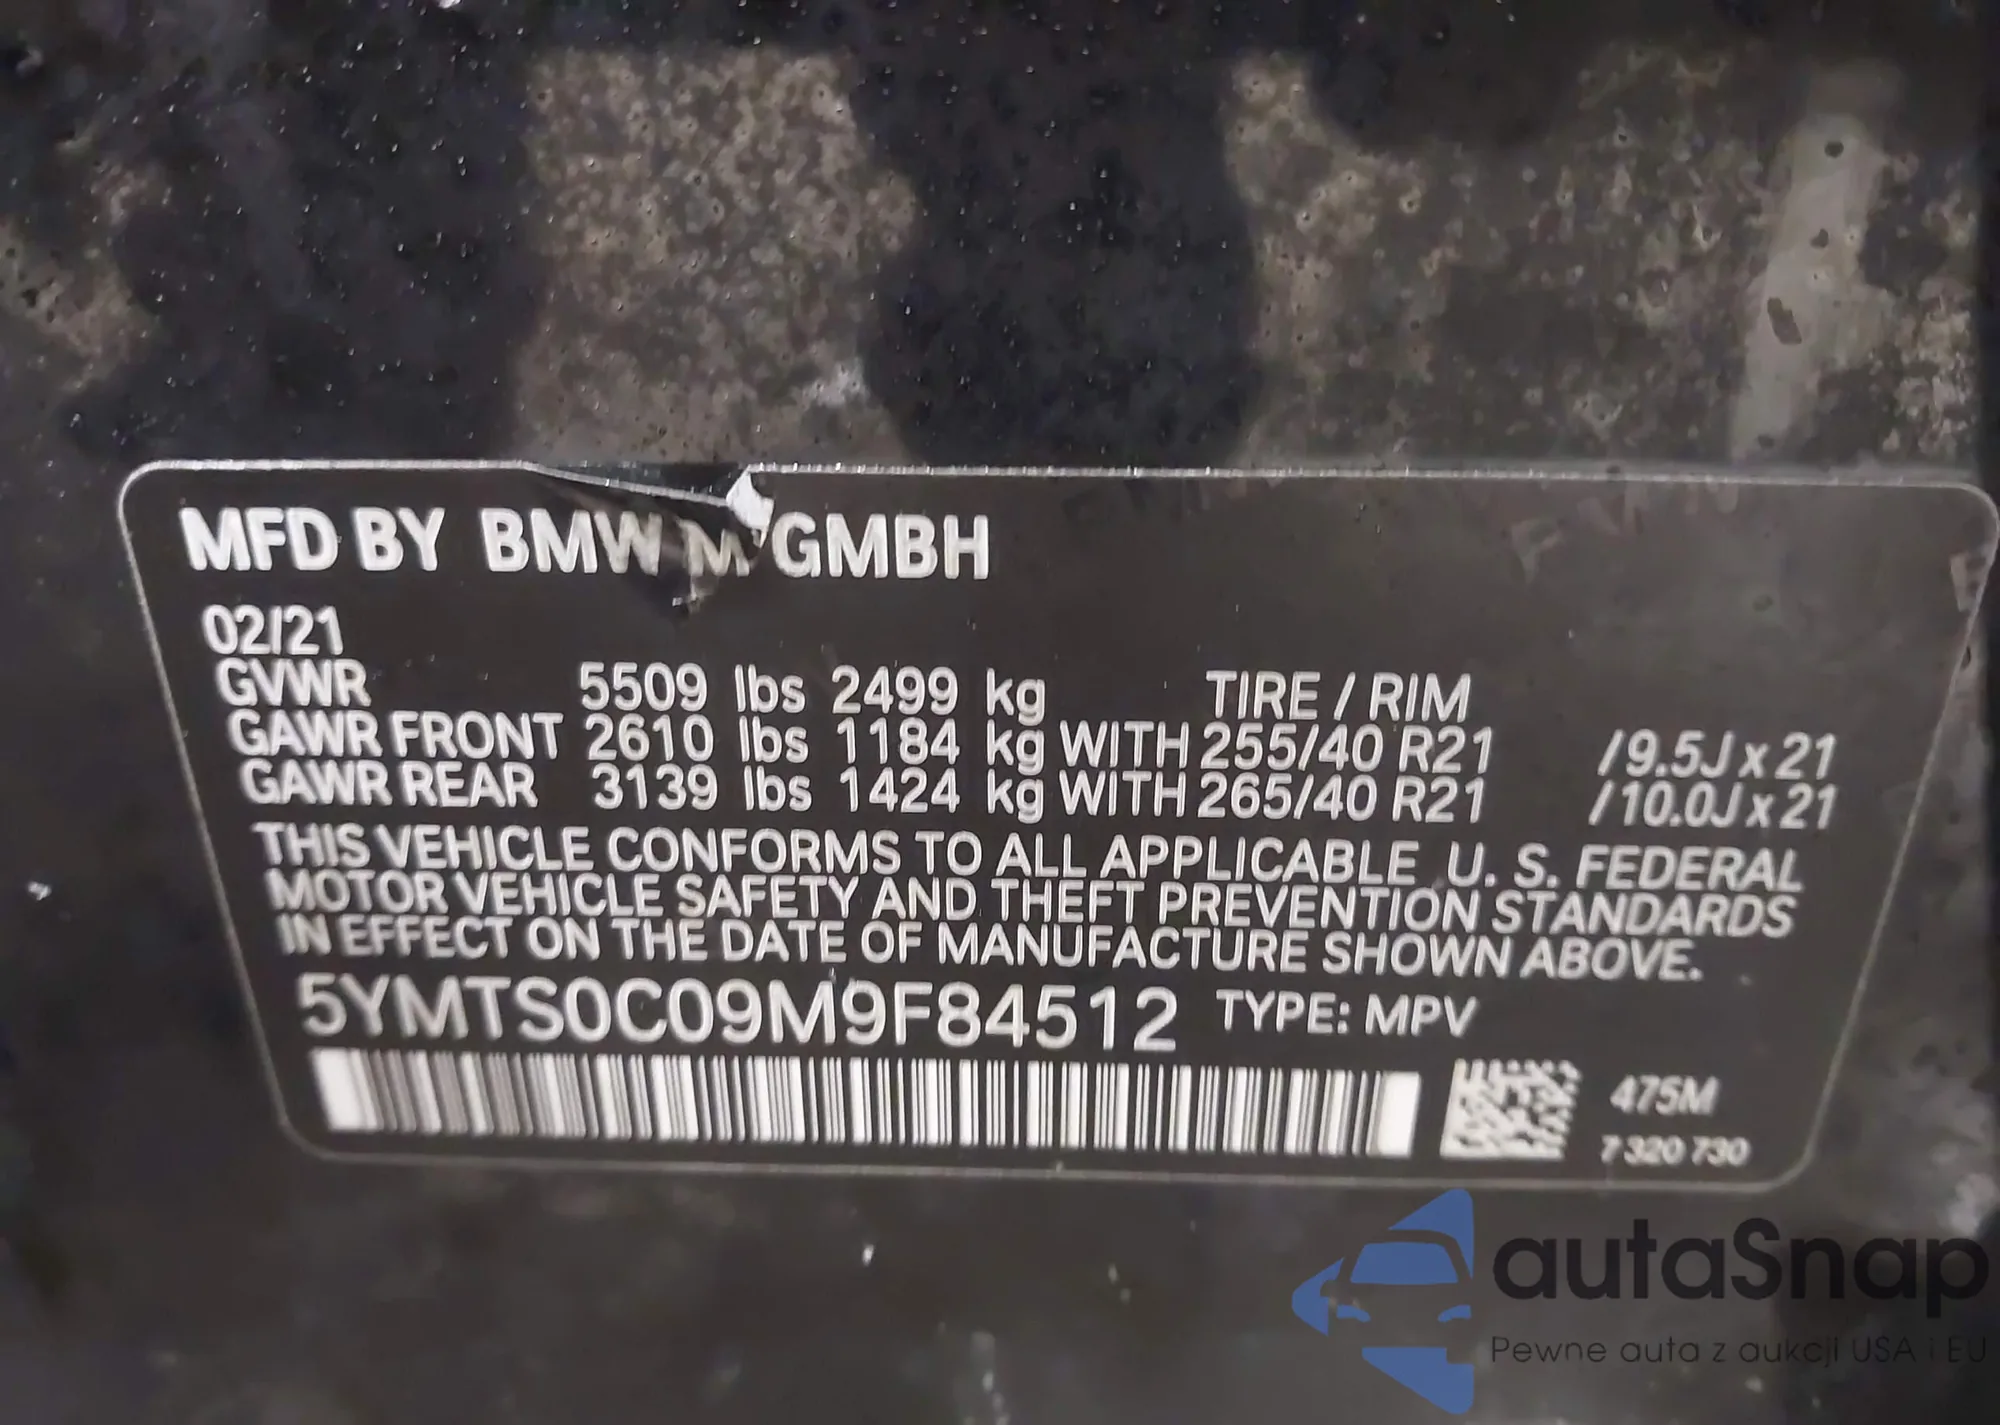 MFD BY BMW M GMBH
02/21
GVWR 5509 lbs 2499 kg TIRE / RIM
GAWR FRONT 2610 lbs 1184 kg WITH 255/40 R21 /9.5J x 21
GAWR REAR 3139 lbs 1424 kg WITH 265/40 R21 /10.0J x 21
THIS VEHICLE CONFORMS TO ALL APPLICABLE U. S. FEDERAL
MOTOR VEHICLE SAFETY AND THEFT PREVENTION STANDARDS
IN EFFECT ON THE DATE OF MANUFACTURE SHOWN ABOVE.
5YMTS0C09M9F84512 TYPE: MPV
475M
7 320 730
autaSnap
Pewne auta z aukcji USA i EU